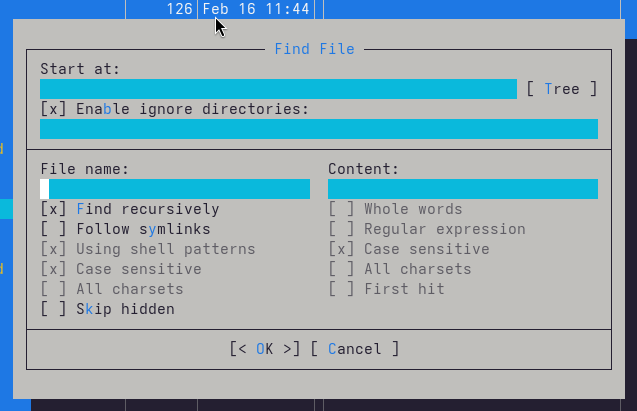 126 Feb 16 11:44
Find File
Start at:
[ Tree ]
[x] Enable ignore directories:
File name:
Content:
[x] Find recursively
[ ] Whole words
[ ] Follow symlinks
[ ] Regular expression
[x] Using shell patterns
[x] Case sensitive
[x] Case sensitive
[ ] All charsets
[ ] All charsets
[ ] First hit
[ ] Skip hidden
[< OK >] [ Cancel ]
d
d